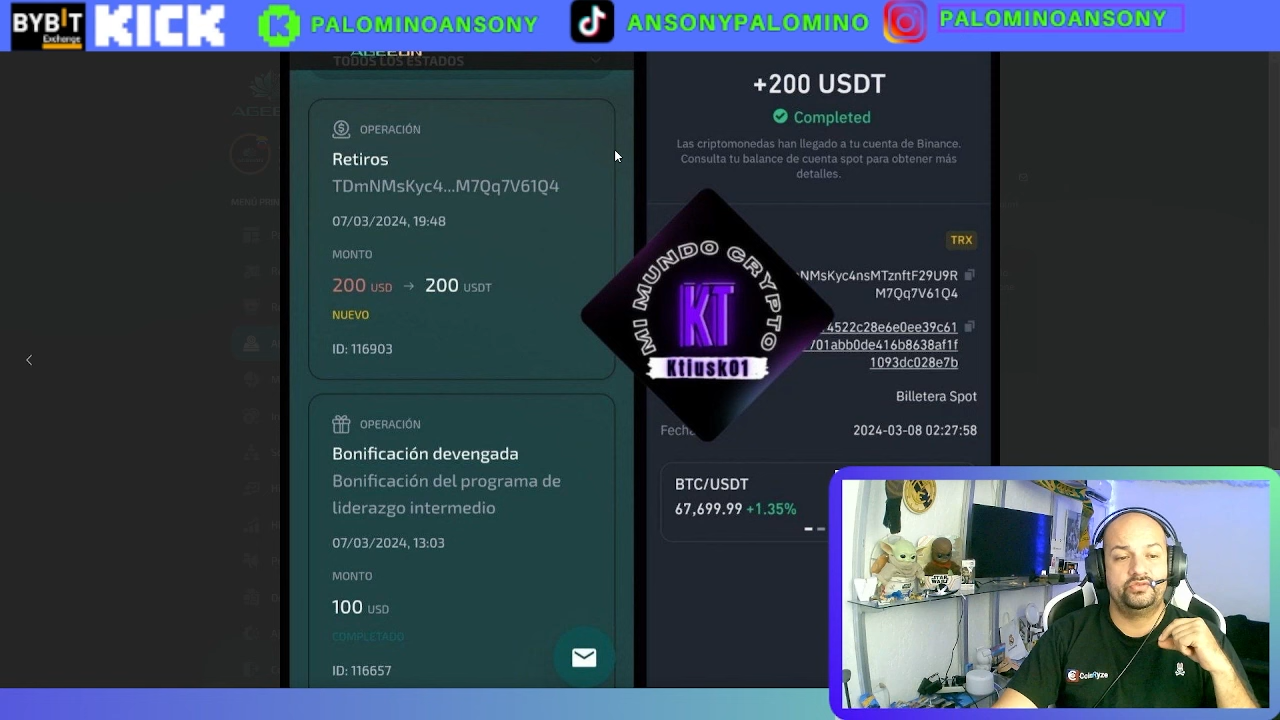 BYBIT
Exchange
KICK
PALOMINOANSONY
ANSONYPALOMINO
PALOMINOANSONY
TODOS LOS ESTADOS
OPERACIÓN
Retiros
TDmNMsKyc4...M7Qq7V61Q4
07/03/2024, 19:48
MONTO
200 USD → 200 USDT
NUEVO
ID: 116903
OPERACIÓN
Bonificación devengada
Bonificación del programa de
liderazgo intermedio
07/03/2024, 13:03
MONTO
100 USD
COMPLETADO
ID: 116657
+200 USDT
Completed
Las criptomonedas han llegado a tu cuenta de Binance.
Consulta tu balance de cuenta spot para obtener más
detalles.
TRX
NMsKyc4nsMTznftF29U9R
M7Qq7V61Q4
4522c28e6e0ee39c61
701abb0de416b8638af1f
1093dc028e7b
Billetera Spot
2024-03-08 02:27:58
BTC/USDT
67,699.99 +1.35%
MI MUNDO CRYPTO
KT
Ktiusk01
STAR
WARS